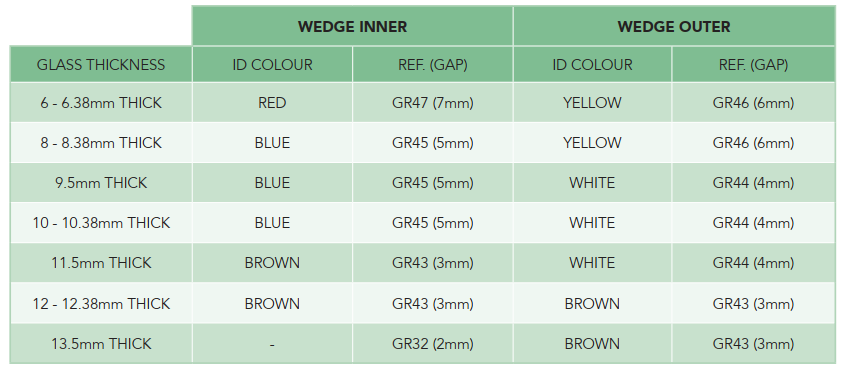 WEDGE INNER WEDGE OUTER
GLASS THICKNESS ID COLOUR REF. (GAP) ID COLOUR REF. (GAP)
6 - 6.38mm THICK RED GR47 (7mm) YELLOW GR46 (6mm)
8 - 8.38mm THICK BLUE GR45 (5mm) YELLOW GR46 (6mm)
9.5mm THICK BLUE GR45 (5mm) WHITE GR44 (4mm)
10 - 10.38mm THICK BLUE GR45 (5mm) WHITE GR44 (4mm)
11.5mm THICK BROWN GR43 (3mm) WHITE GR44 (4mm)
12 - 12.38mm THICK BROWN GR43 (3mm) BROWN GR43 (3mm)
13.5mm THICK - GR32 (2mm) BROWN GR43 (3mm)